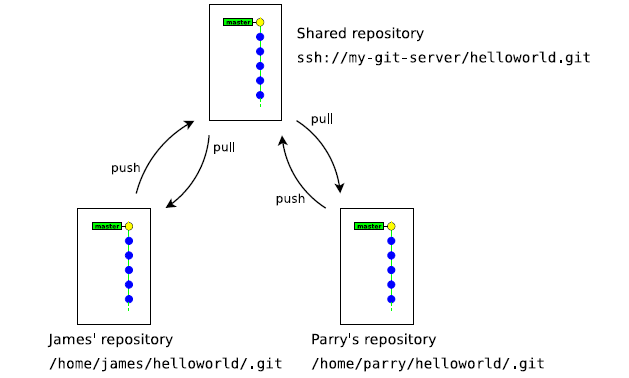 master
Shared repository
ssh://my-git-server/helloworld.git
pull
push
pull
push
master
master
James' repository
Parry's repository
/home/james/helloworld/.git
/home/parry/helloworld/.git